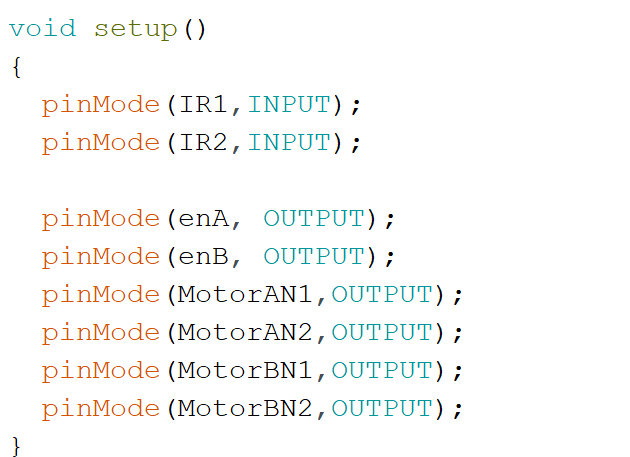 void setup()
{
  pinMode(IR1,INPUT);
  pinMode(IR2,INPUT);

  pinMode(enA, OUTPUT);
  pinMode(enB, OUTPUT);
  pinMode(MotorAN1,OUTPUT);
  pinMode(MotorAN2,OUTPUT);
  pinMode(MotorBN1,OUTPUT);
  pinMode(MotorBN2,OUTPUT);
}